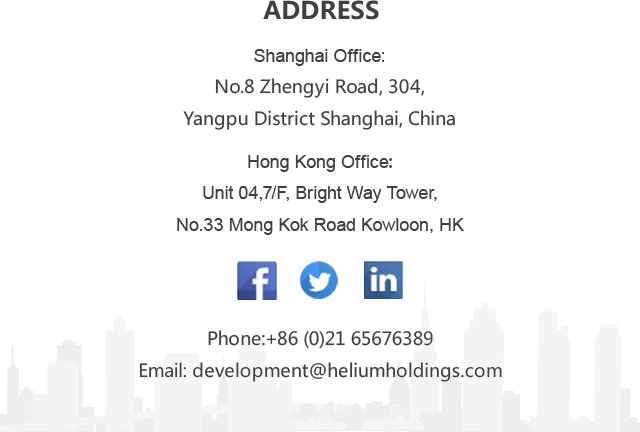 ADDRESS
Shanghai Office:
No.8 Zhengyi Road, 304,
Yangpu District Shanghai, China
Hong Kong Office:
Unit 04,7/F, Bright Way Tower,
No.33 Mong Kok Road Kowloon, HK
f in
Phone:+86 (0)21 65676389
Email: development@heliumholdings.com